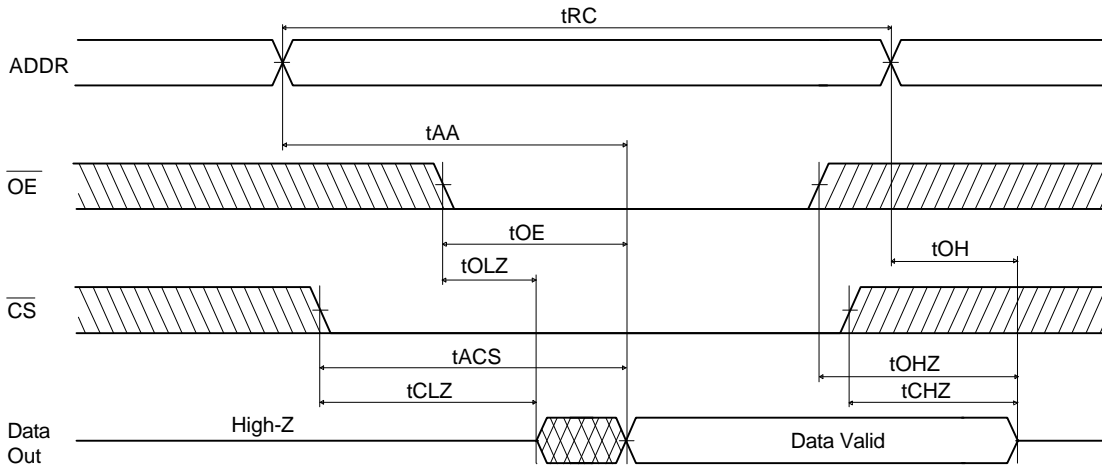 tRC
ADDR
tAA
OE
tOE
tOLZ
tOH
CS
tACS
tOHZ
tCLZ
tCHZ
High-Z
Data Valid
Data
Out